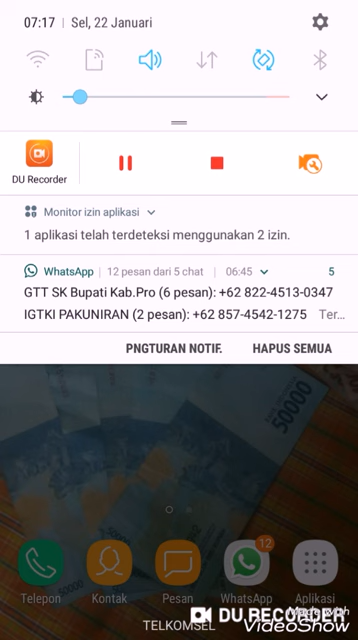 07:17 | Sel, 22 Januari
DU Recorder
Monitor izin aplikasi
1 aplikasi telah terdeteksi menggunakan 2 izin.
WhatsApp | 12 pesan dari 5 chat | 06:45 5
GTT SK Bupati Kab.Pro (6 pesan): +62 822-4513-0347
IGTKI PAKUNIRAN (2 pesan): +62 857-4542-1275 Ter...
PNGTURAN NOTIF. HAPUS SEMUA
50000
12
Telepon Kontak Pesan WhatsApp Aplikasi
TELKOMSEL
DU RECORDER
Made with
VideoShow